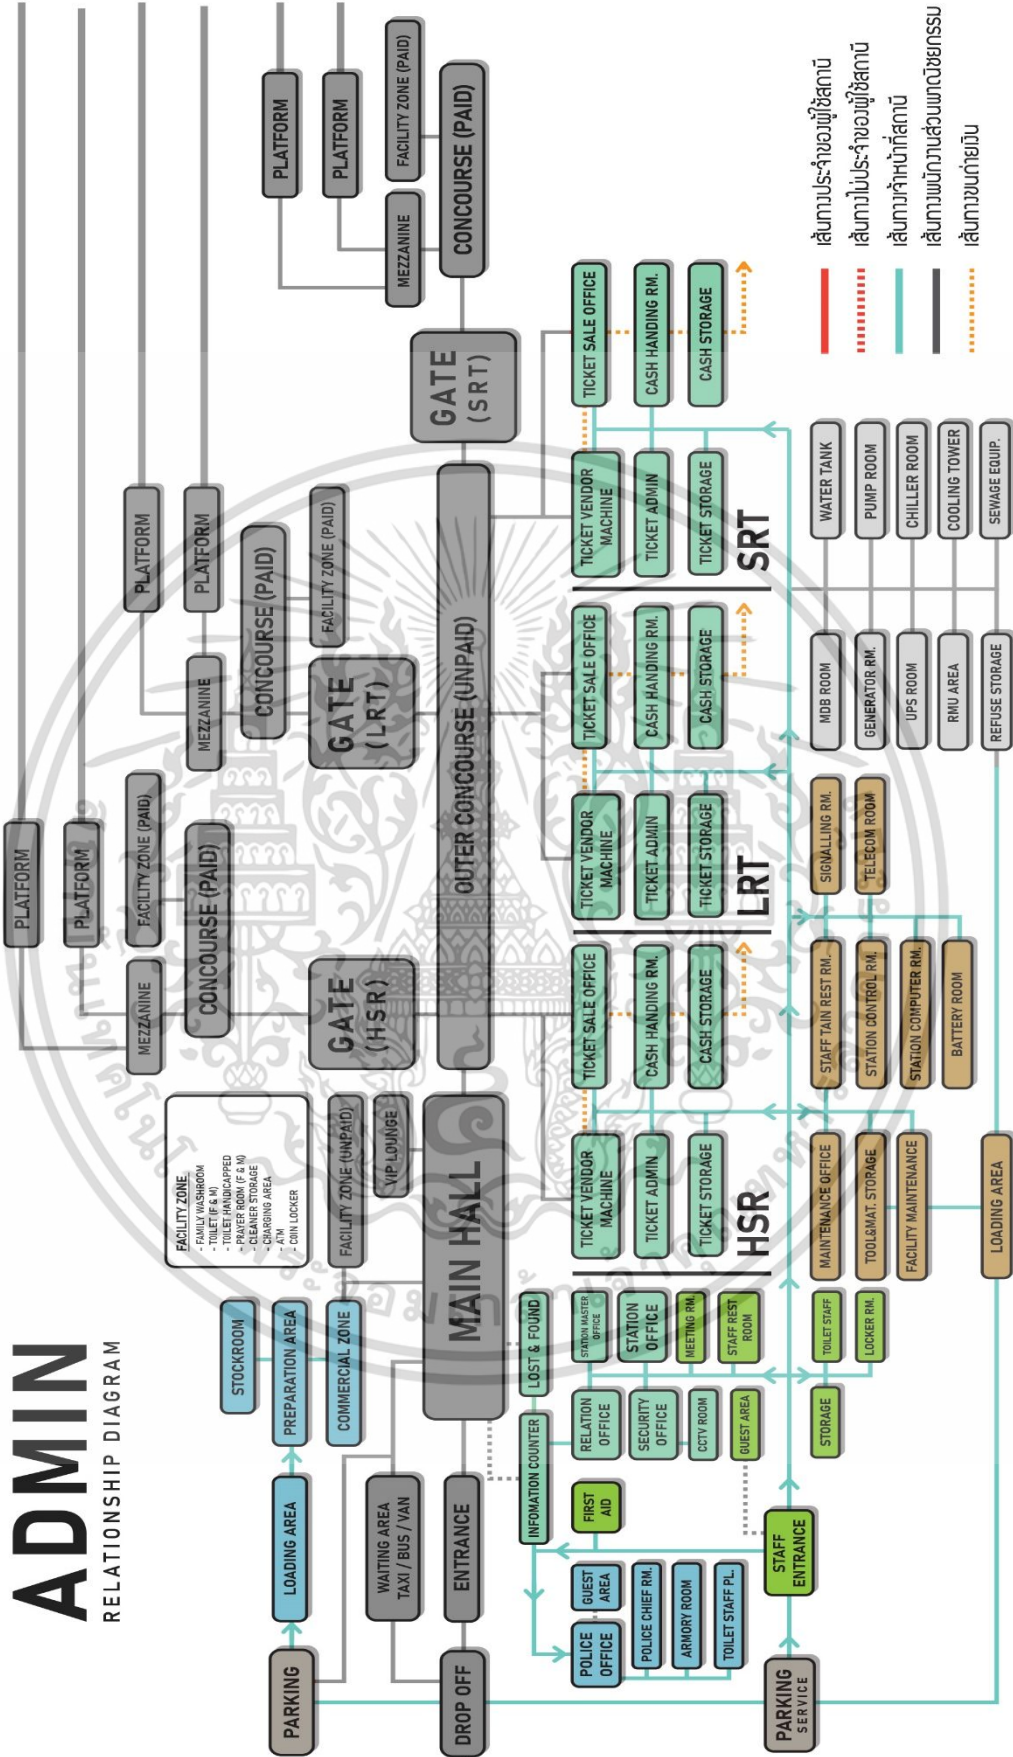 ADMIN
RELATIONSHIP DIAGRAM
PLATFORM
PLATFORM
MEZZANINE
FACILITY ZONE (PAID)
CONCOURSE (PAID)
GATE
(HSR)
PLATFORM
PLATFORM
MEZZANINE
CONCOURSE (PAID)
FACILITY ZONE (PAID)
GATE
(LRT)
PLATFORM
PLATFORM
MEZZANINE
FACILITY ZONE (PAID)
CONCOURSE (PAID)
GATE
(SRT)
FACILITY ZONE
- FAMILY WASHROOM
- TOILET (F & M)
- TOILET HANDICAPPED
- PRAYER ROOM (F & M)
- CLEANER STORAGE
- CHARGING AREA
- ATM
- COIN LOCKER
STOCKROOM
PARKING
LOADING AREA
PREPARATION AREA
COMMERCIAL ZONE
FACILITY ZONE (UNPAID)
VIP LOUNGE
WAITING AREA
TAXI / BUS / VAN
DROP OFF
ENTRANCE
MAIN HALL
OUTER CONCOURSE (UNPAID)
INFOMATION COUNTER
LOST & FOUND
POLICE
OFFICE
GUEST
AREA
FIRST
AID
POLICE CHIEF RM.
ARMORY ROOM
TOILET STAFF PL.
RELATION
OFFICE
STATION MASTER
OFFICE
SECURITY
OFFICE
STATION
OFFICE
CCTV ROOM
MEETING RM.
GUEST AREA
STAFF REST
ROOM
TICKET VENDOR
MACHINE
TICKET SALE OFFICE
TICKET ADMIN
CASH HANDING RM.
TICKET STORAGE
CASH STORAGE
HSR
TICKET VENDOR
MACHINE
TICKET SALE OFFICE
TICKET ADMIN
CASH HANDING RM.
TICKET STORAGE
CASH STORAGE
LRT
TICKET VENDOR
MACHINE
TICKET SALE OFFICE
TICKET ADMIN
CASH HANDING RM.
TICKET STORAGE
CASH STORAGE
SRT
PARKING
SERVICE
STAFF
ENTRANCE
STORAGE
TOILET STAFF
LOCKER RM.
MAINTENANCE OFFICE
TOOL&MAT. STORAGE
FACILITY MAINTENANCE
STAFF TAIN REST RM.
STATION CONTROL RM.
STATION COMPUTER RM.
BATTERY ROOM
SIGNALLING RM.
TELECOM ROOM
LOADING AREA
MDB ROOM
GENERATOR RM.
UPS ROOM
RMU AREA
REFUSE STORAGE
WATER TANK
PUMP ROOM
CHILLER ROOM
COOLING TOWER
SEWAGE EQUIP.
เส้นทางประจำของผู้ใช้สถานี
เส้นทางไม่ประจำของผู้ใช้สถานี
เส้นทางเจ้าหน้าที่สถานี
เส้นทางพนักงานส่วนพาณิชยกรรม
เส้นทางขนถ่ายเงิน